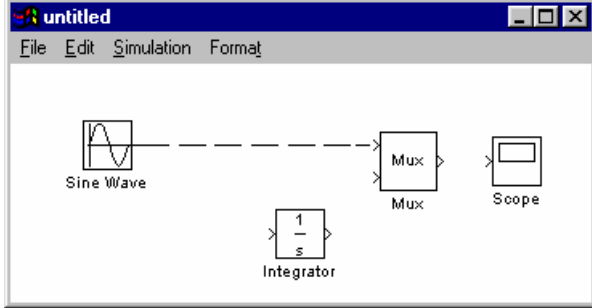 untitled
File Edit Simulation Format
Mux
Sine Wave
Mux
Scope
1
s
Integrator